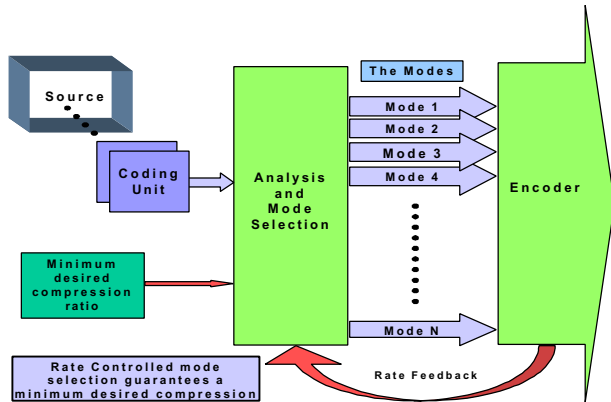 Source
The Modes
Mode 1
Mode 2
Mode 3
Mode 4
Coding
Unit
Analysis
and
Mode
Selection
Encoder
Minimum
desired
compression
ratio
Mode N
Rate Controlled mode
selection guarantees a
minimum desired compression
Rate Feedback